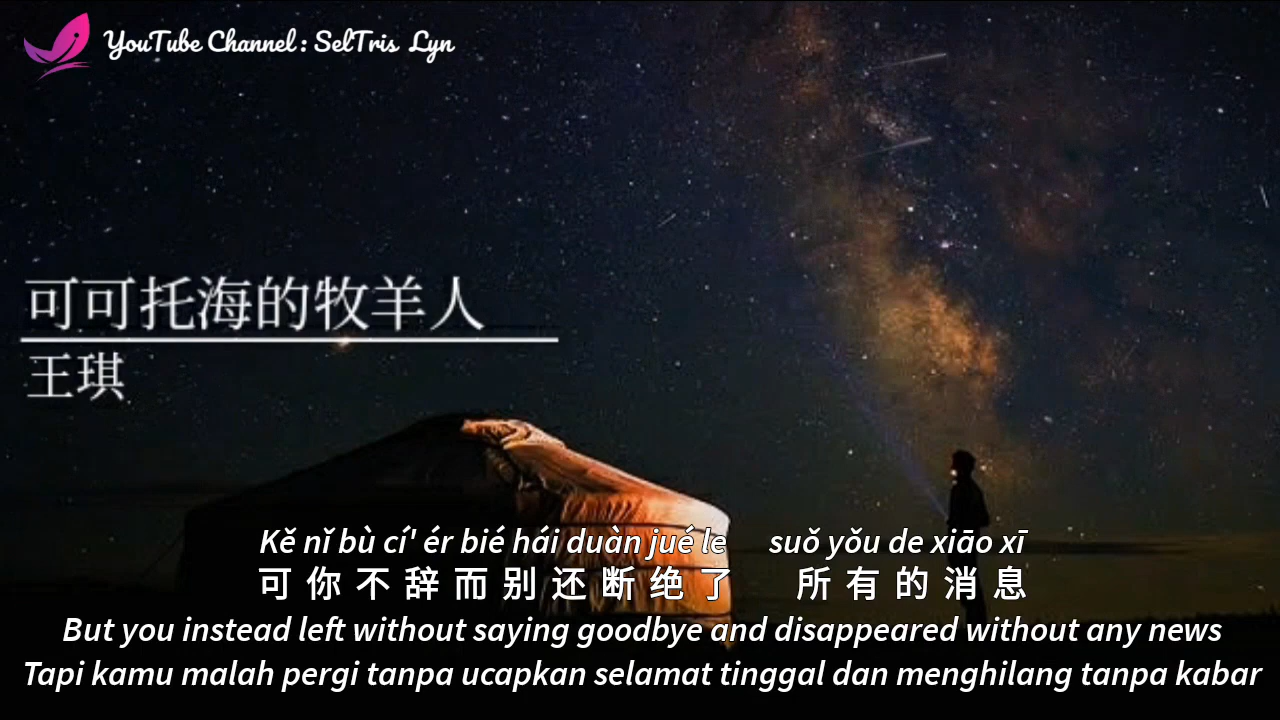 YouTube Channel : SelTris Lyn
可可托海的牧羊人
王琪
Kě nǐ bù cí' ér bié hái duàn jué le suǒ yǒu de xiāo xī
可你不辞而别还断绝了 所有的消息
But you instead left without saying goodbye and disappeared without any news
Tapi kamu malah pergi tanpa ucapkan selamat tinggal dan menghilang tanpa kabar